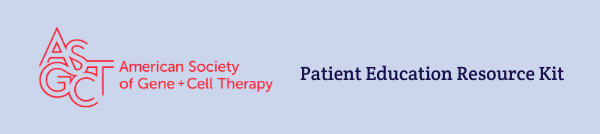 ASGCT
American Society
of Gene + Cell Therapy
Patient Education Resource Kit